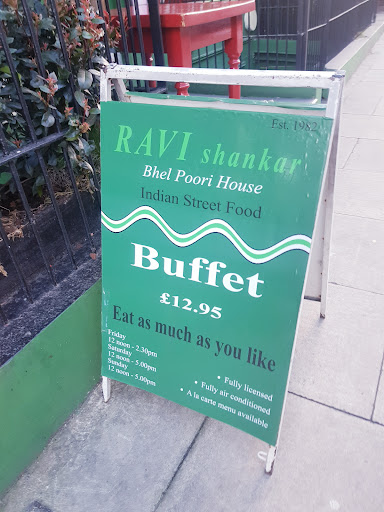 Est. 1982
RAVI shankar
Bhel Poori House
Indian Street Food
Buffet
£12.95
Eat as much as you like
Friday
12 noon - 2.30pm
Saturday
12 noon - 5.00pm
Sunday
12 noon - 5.00pm
• Fully licensed
• Fully air conditioned
• A la carte menu available